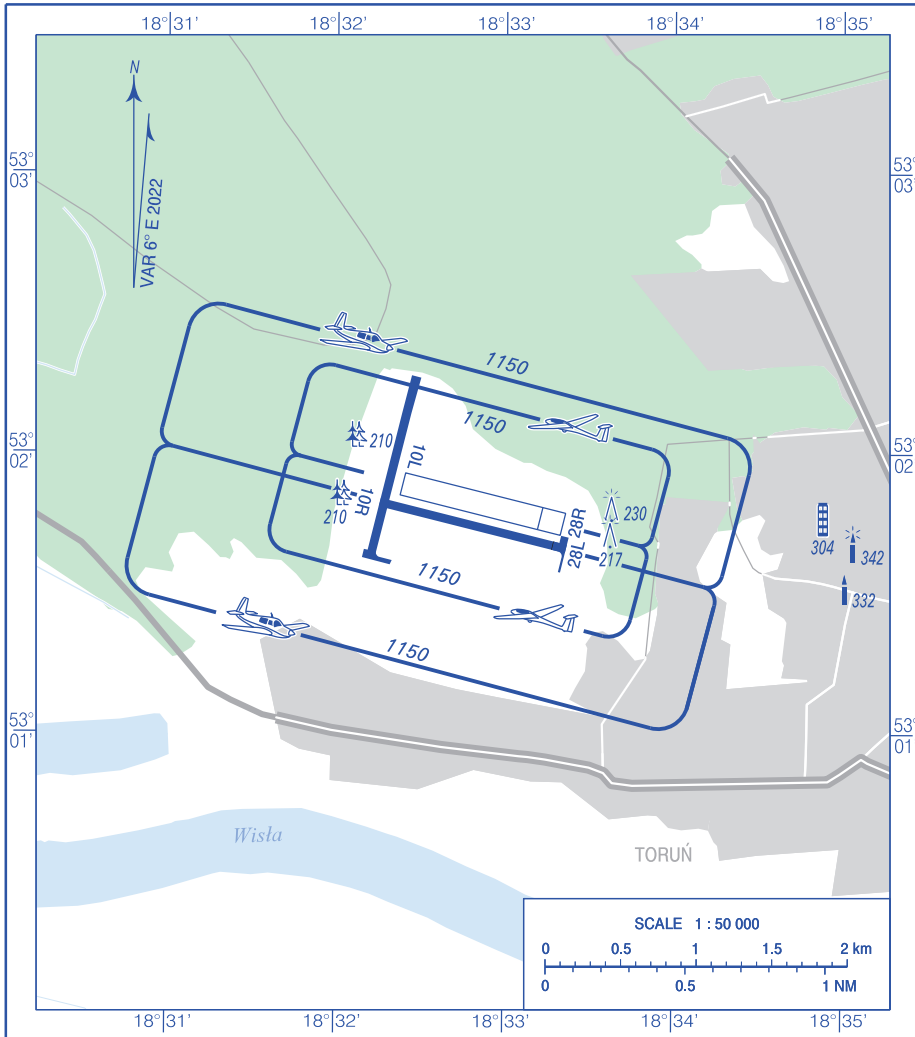 18°31' 18°32' 18°33' 18°34' 18°35'
N
VAR 6° E 2022
53°
03'
53°
03'
1150
1150
210
10L
53°
02'
53°
02'
210
10R
28R
28L
230
217
304
342
332
1150
1150
53°
01'
53°
01'
Wisła
TORUŃ
SCALE 1 : 50 000
0 0.5 1 1.5 2 km
0 0.5 1 NM
18°31' 18°32' 18°33' 18°34' 18°35'